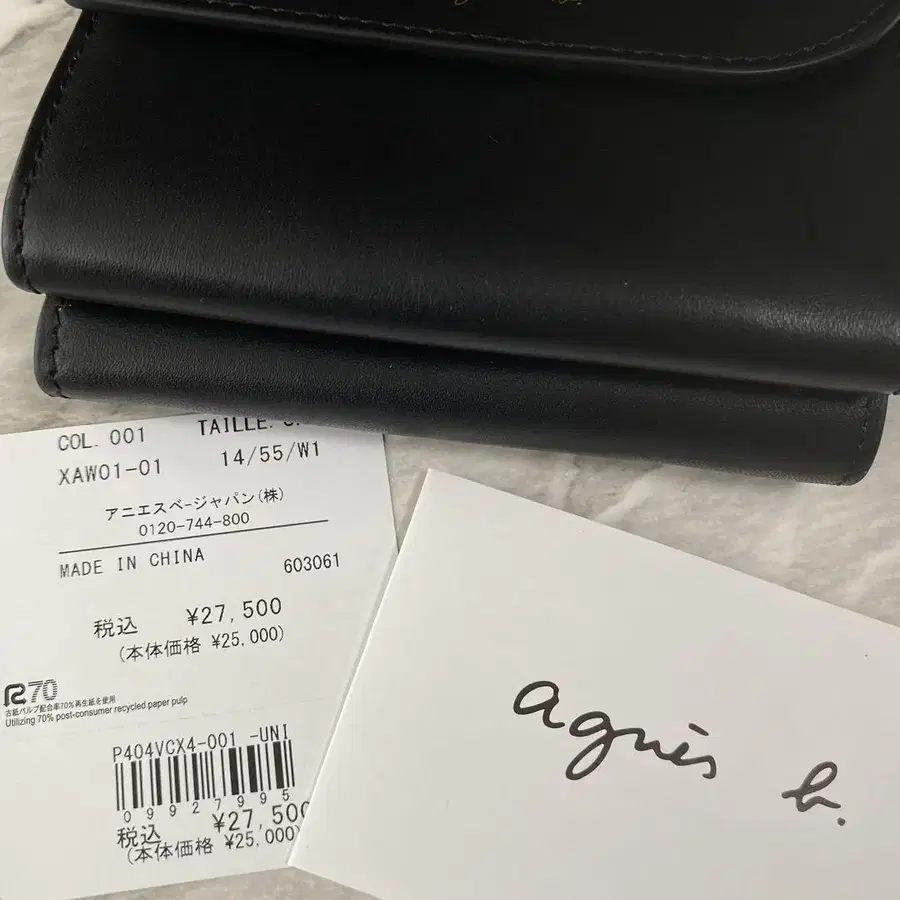 b.
COL. 001 TAILLE.
XAW01-01 14/55/W1
アニエスベージャパン(株)
0120-744-800
MADE IN CHINA 603061
税込 ¥27,500
(本体価格 ¥25,000)
R70
古紙パルプ配合率70%再生紙を使用
Utilizing 70% post-consumer recycled paper pulp
P404VCX4-001 -UNI
09927995
税込 ¥27,500
(本体価格 ¥25,000)
agnès b.